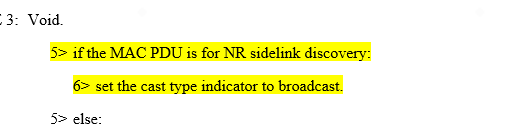 3: Void.
5> if the MAC PDU is for NR sidelink discovery:
6> set the cast type indicator to broadcast.
5> else: